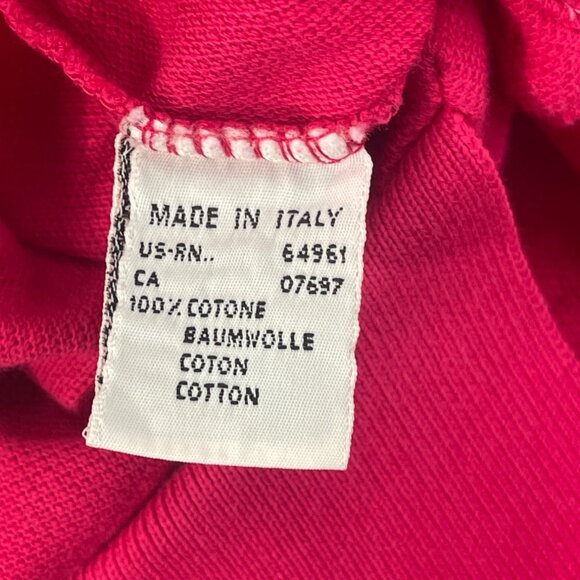 MADE IN ITALY
US-RN.. 64961
CA 07697
100% COTONE
BAUMWOLLE
COTON
COTTON